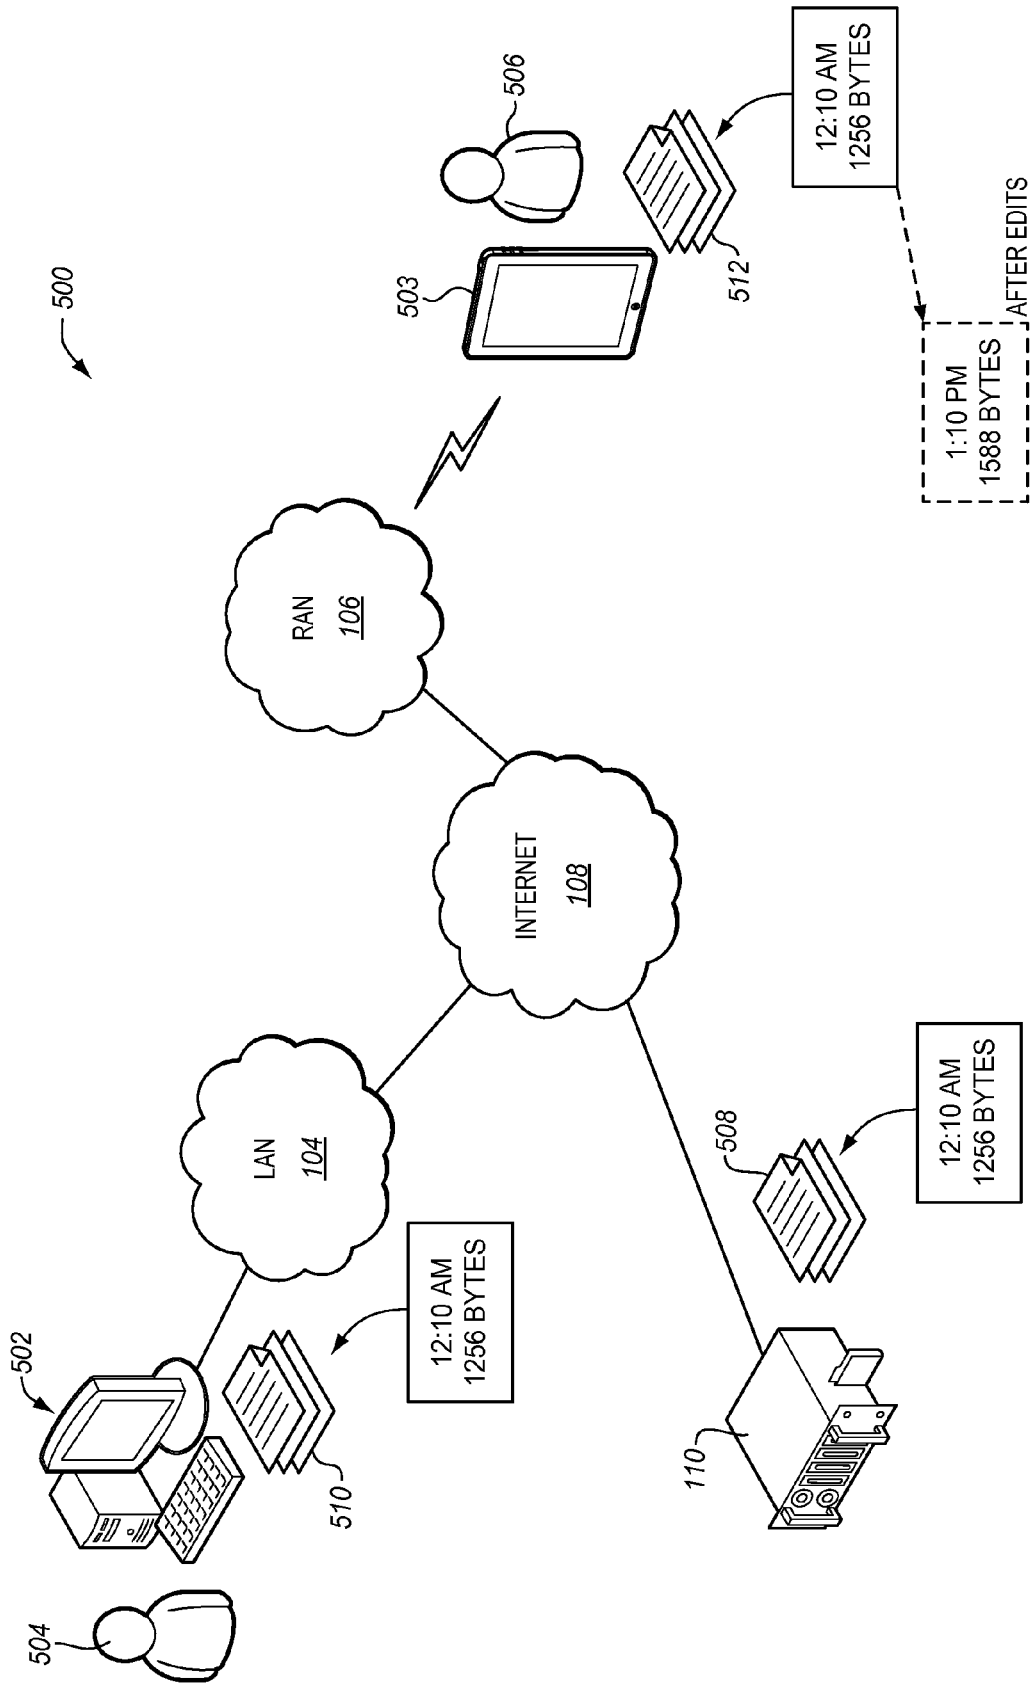 500
504
502
510
12:10 AM
1256 BYTES
LAN
104
RAN
106
INTERNET
108
503
506
512
12:10 AM
1256 BYTES
1:10 PM
1588 BYTES
AFTER EDITS
110
508
12:10 AM
1256 BYTES